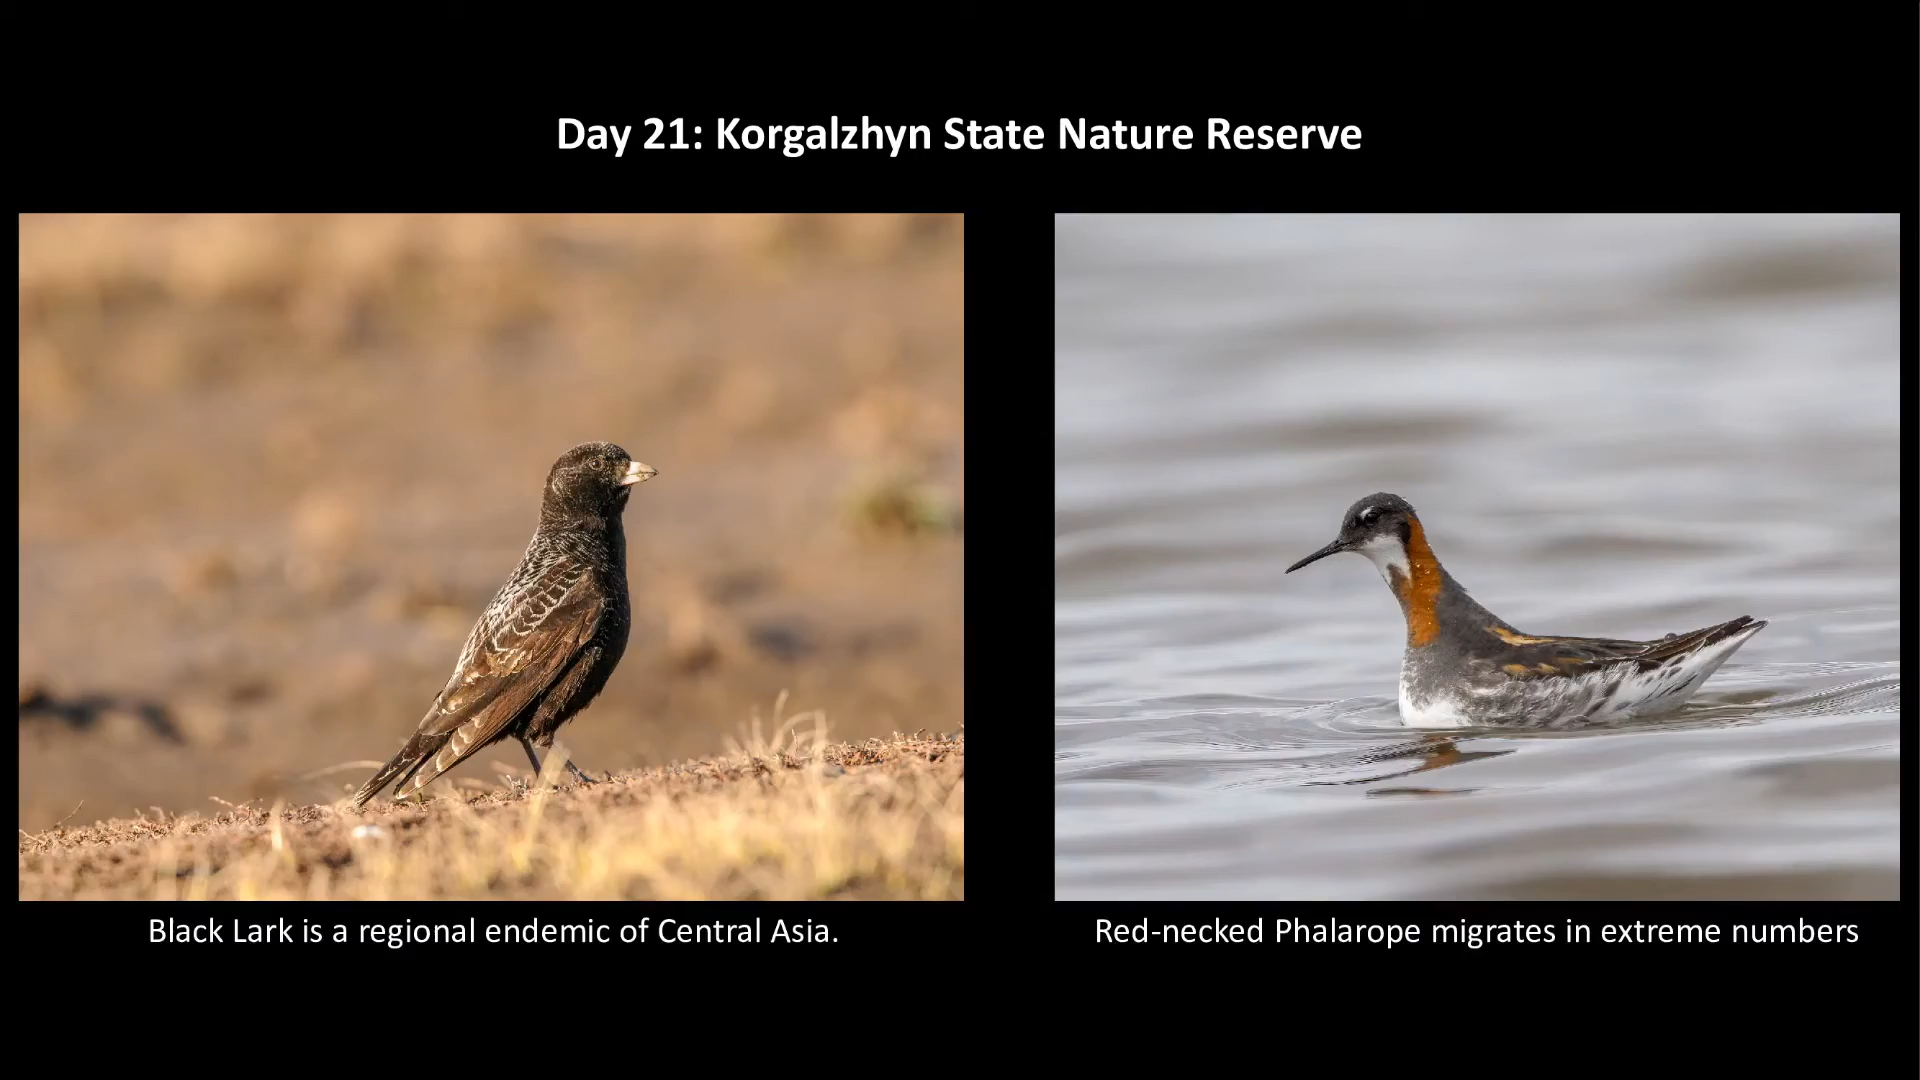 Day 21: Korgalzhyn State Nature Reserve
Black Lark is a regional endemic of Central Asia.
Red-necked Phalarope migrates in extreme numbers